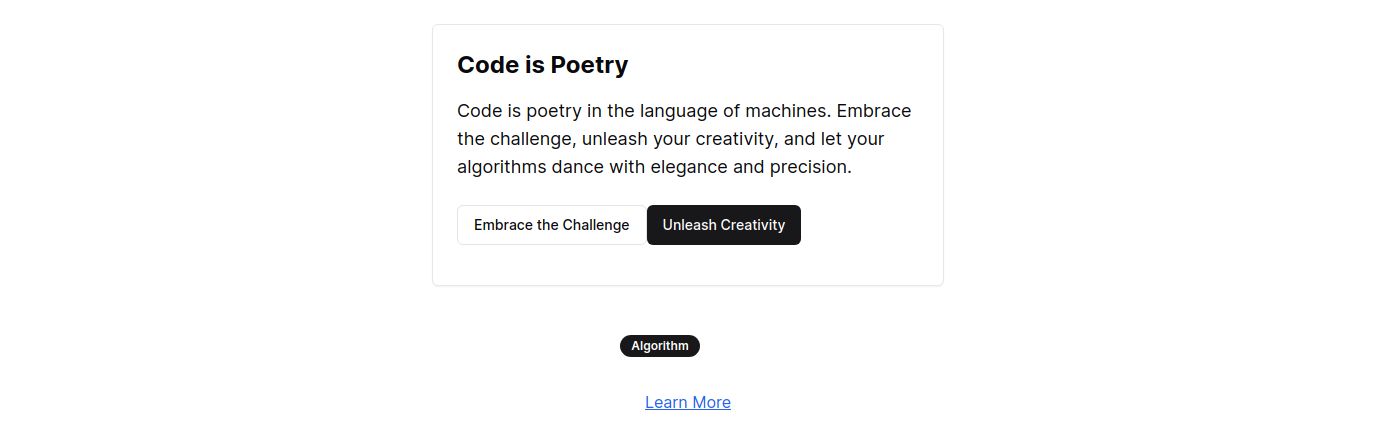 Code is Poetry
Code is poetry in the language of machines. Embrace
the challenge, unleash your creativity, and let your
algorithms dance with elegance and precision.
Embrace the Challenge Unleash Creativity
Algorithm
Learn More